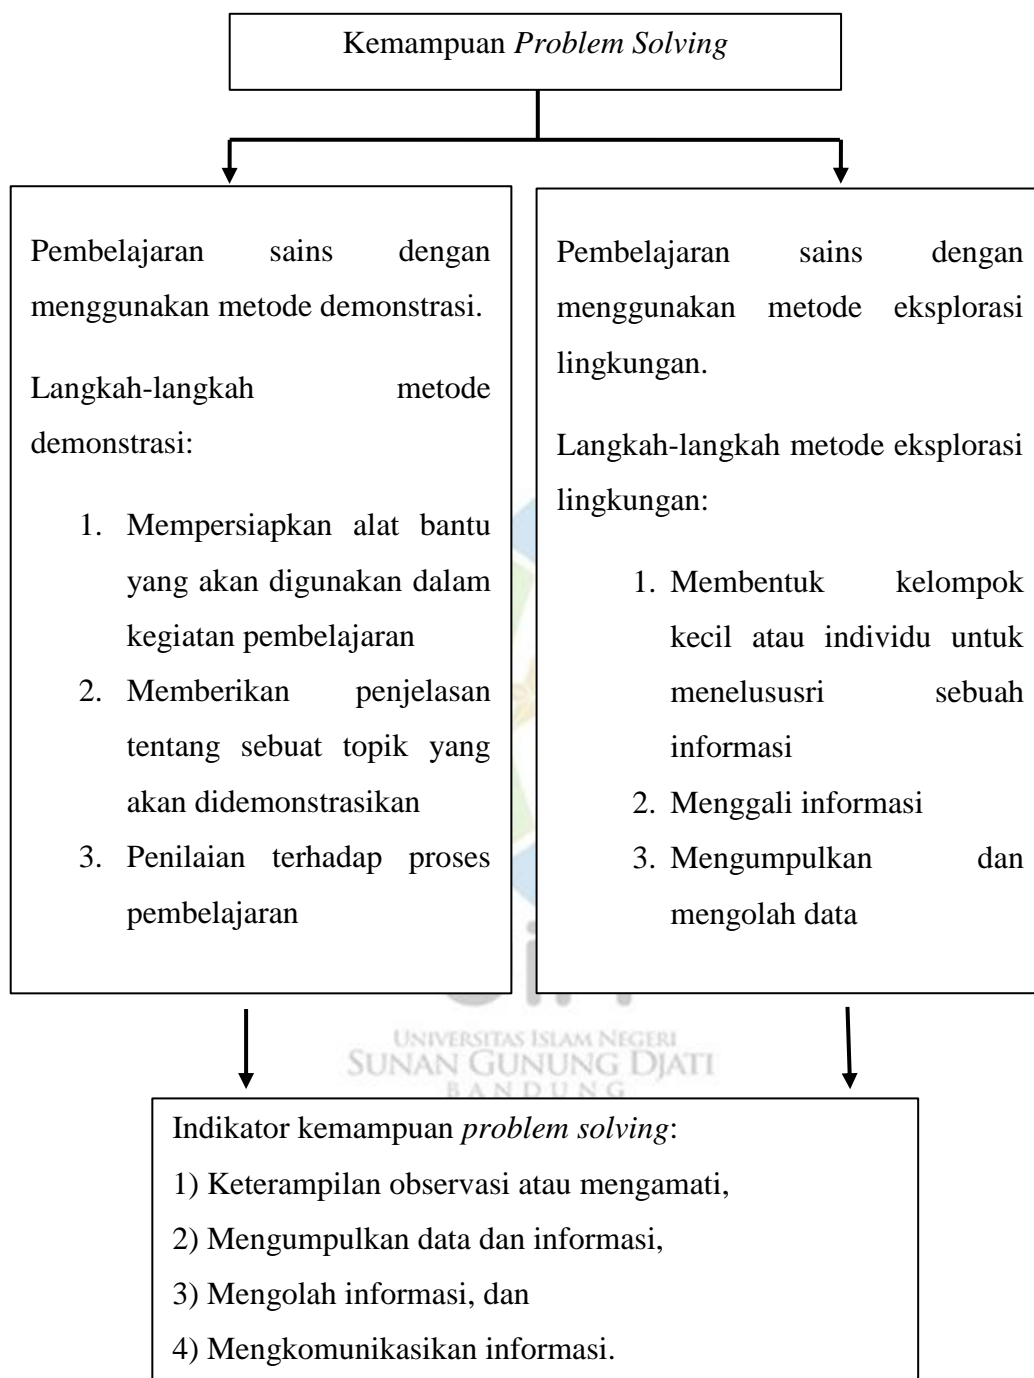 Kemampuan Problem Solving
Pembelajaran sains dengan
menggunakan metode demonstrasi.
Langkah-langkah metode
demonstrasi:
1. Mempersiapkan alat bantu
yang akan digunakan dalam
kegiatan pembelajaran
2. Memberikan penjelasan
tentang sebuat topik yang
akan didemonstrasikan
3. Penilaian terhadap proses
pembelajaran
Pembelajaran sains dengan
menggunakan metode eksplorasi
lingkungan.
Langkah-langkah metode eksplorasi
lingkungan:
1. Membentuk kelompok
kecil atau individu untuk
menelususri sebuah
informasi
2. Menggali informasi
3. Mengumpulkan dan
mengolah data
UNIVERSITAS ISLAM NEGERI
SUNAN GUNUNG DJATI
BANDUNG
Indikator kemampuan problem solving:
1) Keterampilan observasi atau mengamati,
2) Mengumpulkan data dan informasi,
3) Mengolah informasi, dan
4) Mengkomunikasikan informasi.